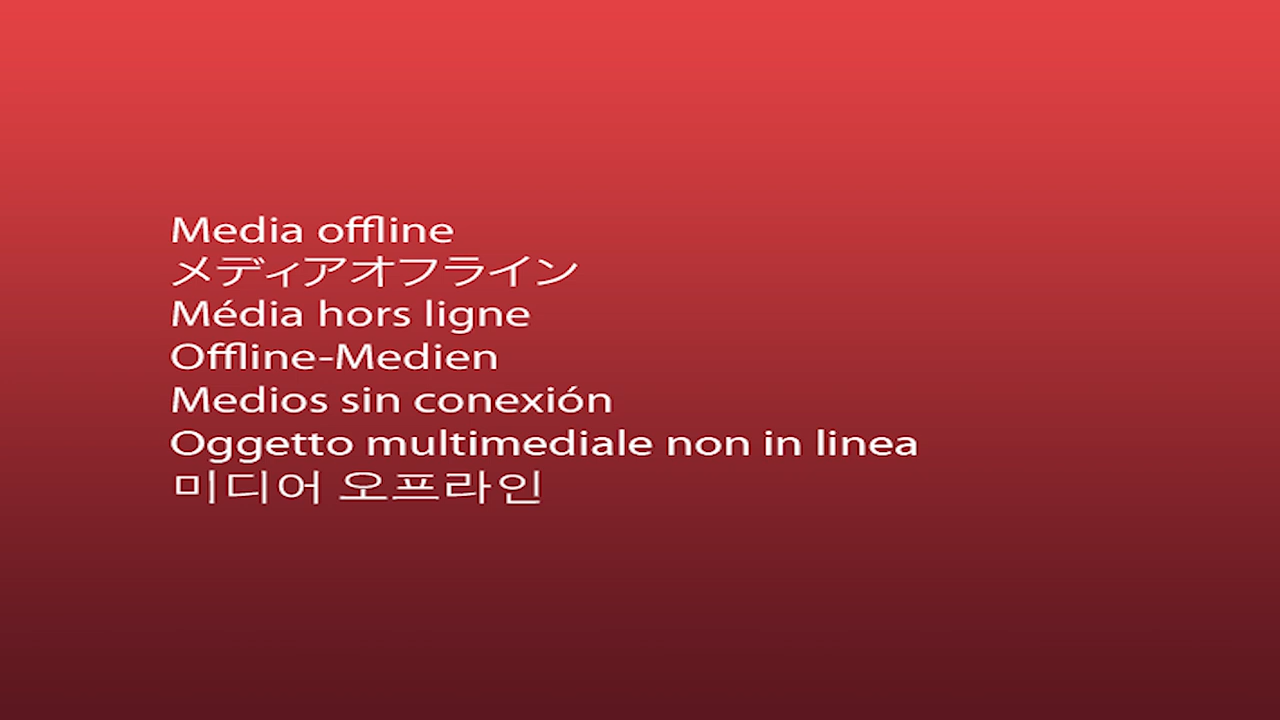 Media offline
メディアオフライン
Média hors ligne
Offline-Medien
Medios sin conexión
Oggetto multimediale non in linea
미디어 오프라인